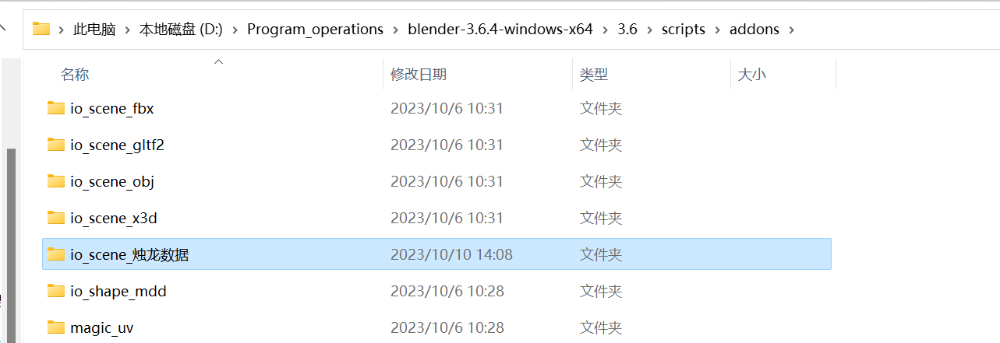 此电脑 > 本地磁盘 (D:) > Program_operations > blender-3.6.4-windows-x64 > 3.6 > scripts > addons >
名称 修改日期 类型 大小
io_scene_fbx 2023/10/6 10:31 文件夹
io_scene_gltf2 2023/10/6 10:31 文件夹
io_scene_obj 2023/10/6 10:31 文件夹
io_scene_x3d 2023/10/6 10:31 文件夹
io_scene_烛龙数据 2023/10/10 14:08 文件夹
io_shape_mdd 2023/10/6 10:28 文件夹
magic_uv 2023/10/6 10:28 文件夹